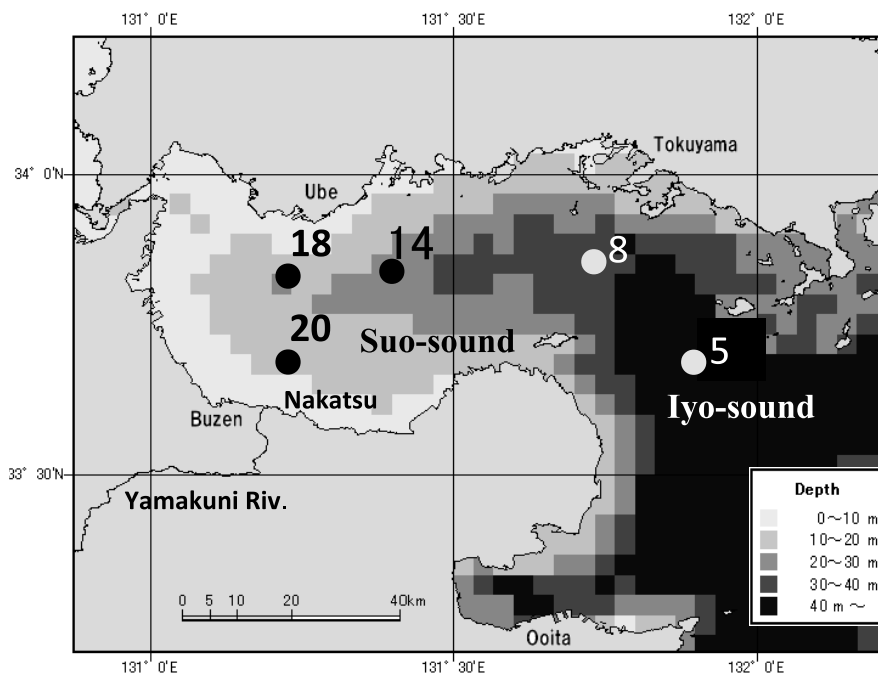 131° 0'E 131° 30'E 132° 0'E
Tokuyama
34° 0'N
Ube
18 14 8
20
Suo-sound 5
Nakatsu Iyo-sound
Buzen
33° 30'N
Yamakuni Riv.
Depth
0～10 m
10～20 m
20～30 m
30～40 m
40 m ～
0 5 10 20 40km
Ooita
131° 0'E 131° 30'E 132° 0'E